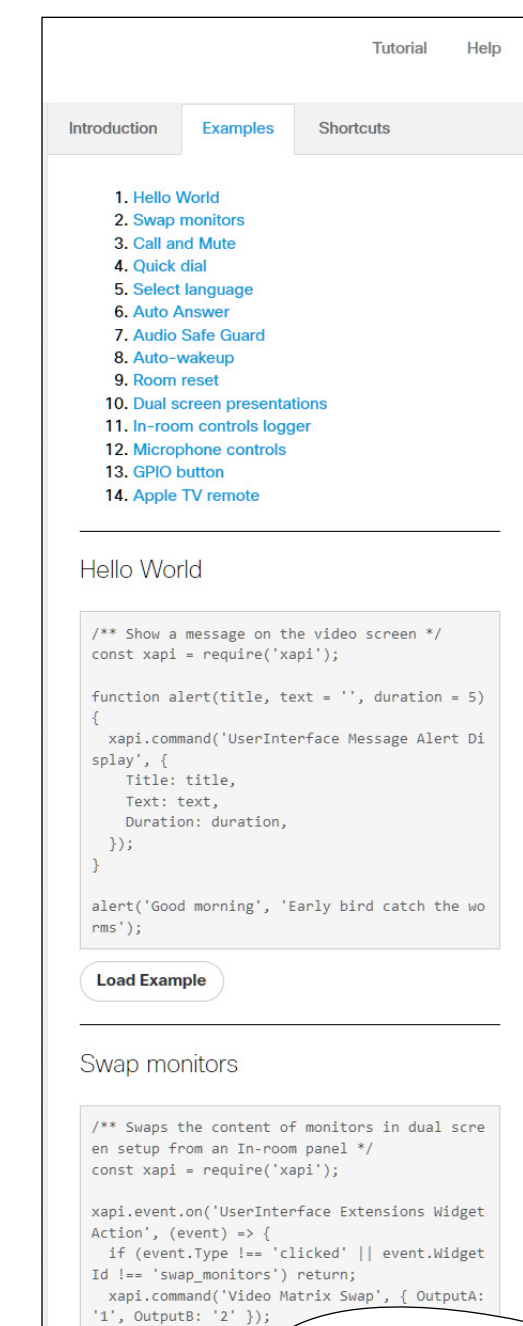 Tutorial Help
Introduction Examples Shortcuts
1. Hello World
2. Swap monitors
3. Call and Mute
4. Quick dial
5. Select language
6. Auto Answer
7. Audio Safe Guard
8. Auto-wakeup
9. Room reset
10. Dual screen presentations
11. In-room controls logger
12. Microphone controls
13. GPIO button
14. Apple TV remote
Hello World
/** Show a message on the video screen */
const xapi = require('xapi');
function alert(title, text = '', duration = 5)
{
  xapi.command('UserInterface Message Alert Di
splay', {
    Title: title,
    Text: text,
    Duration: duration,
  });
}
alert('Good morning', 'Early bird catch the wo
rms');
Load Example
Swap monitors
/** Swaps the content of monitors in dual scre
en setup from an In-room panel */
const xapi = require('xapi');
xapi.event.on('UserInterface Extensions Widget
Action', (event) => {
  if (event.Type !== 'clicked' || event.Widget
Id !== 'swap_monitors') return;
  xapi.command('Video Matrix Swap', { OutputA:
'1', OutputB: '2' });